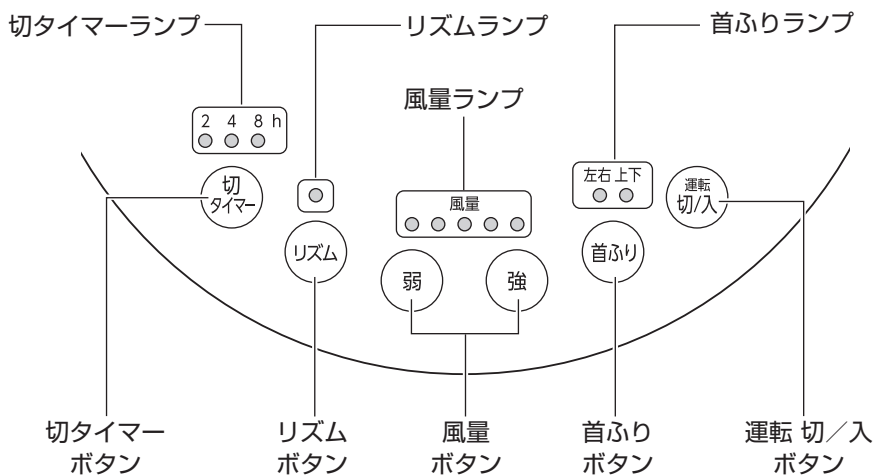 切タイマーランプ
リズムランプ
首ふりランプ
風量ランプ
2 4 8 h
左右 上下
切
タイマー
風量
運転
切/入
リズム
首ふり
弱
強
切タイマー
ボタン
リズム
ボタン
風量
ボタン
首ふり
ボタン
運転 切／入
ボタン